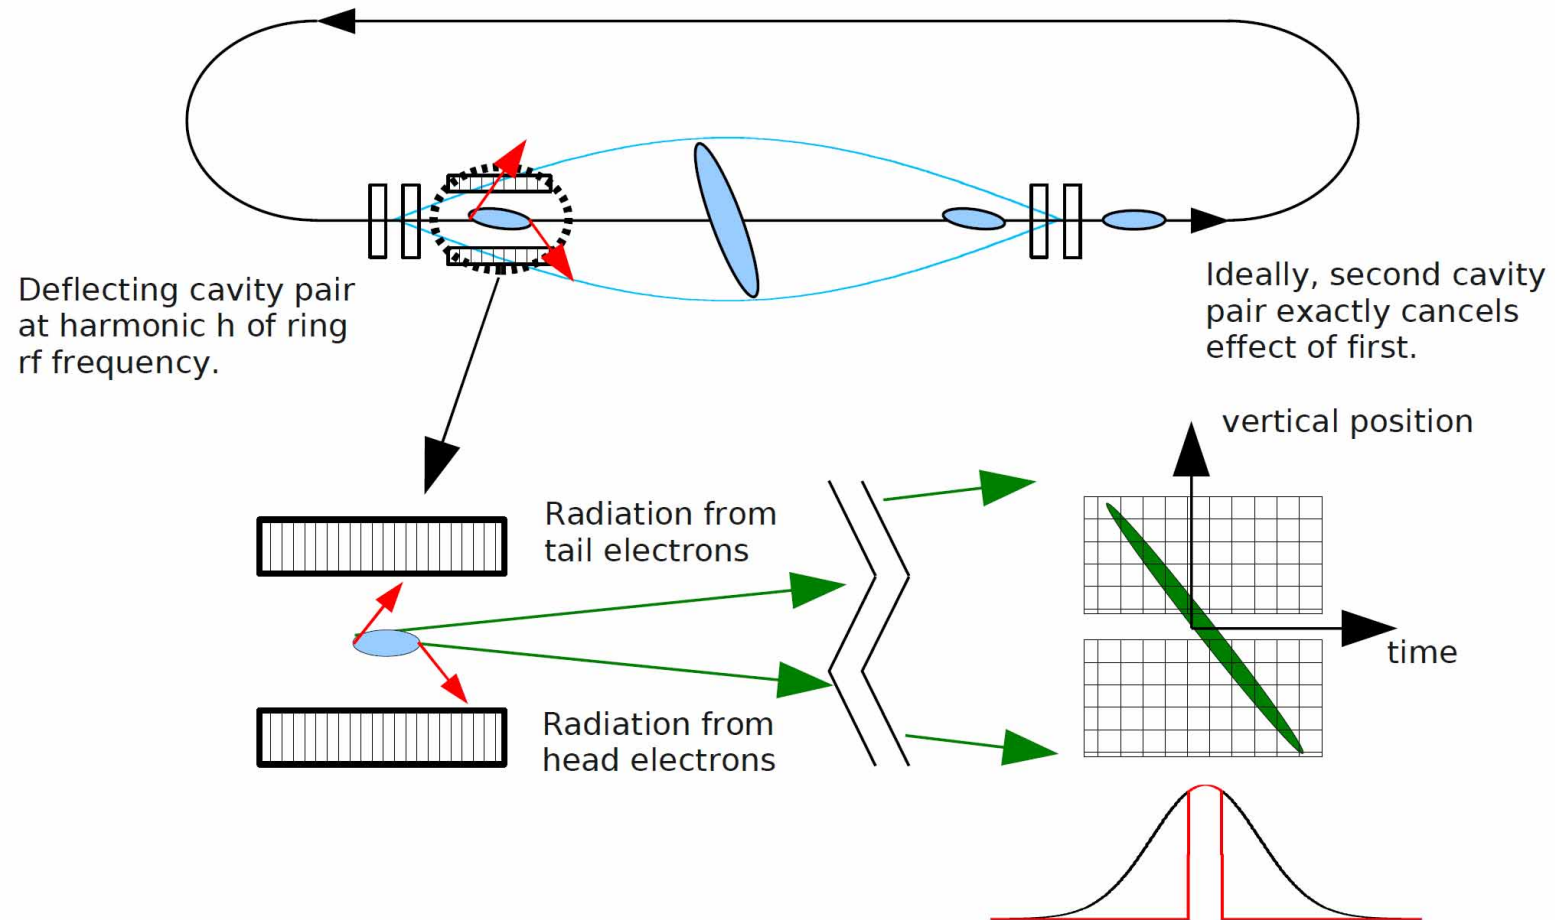 Deflecting cavity pair
at harmonic h of ring
rf frequency.
Ideally, second cavity
pair exactly cancels
effect of first.
vertical position
Radiation from
tail electrons
time
Radiation from
head electrons